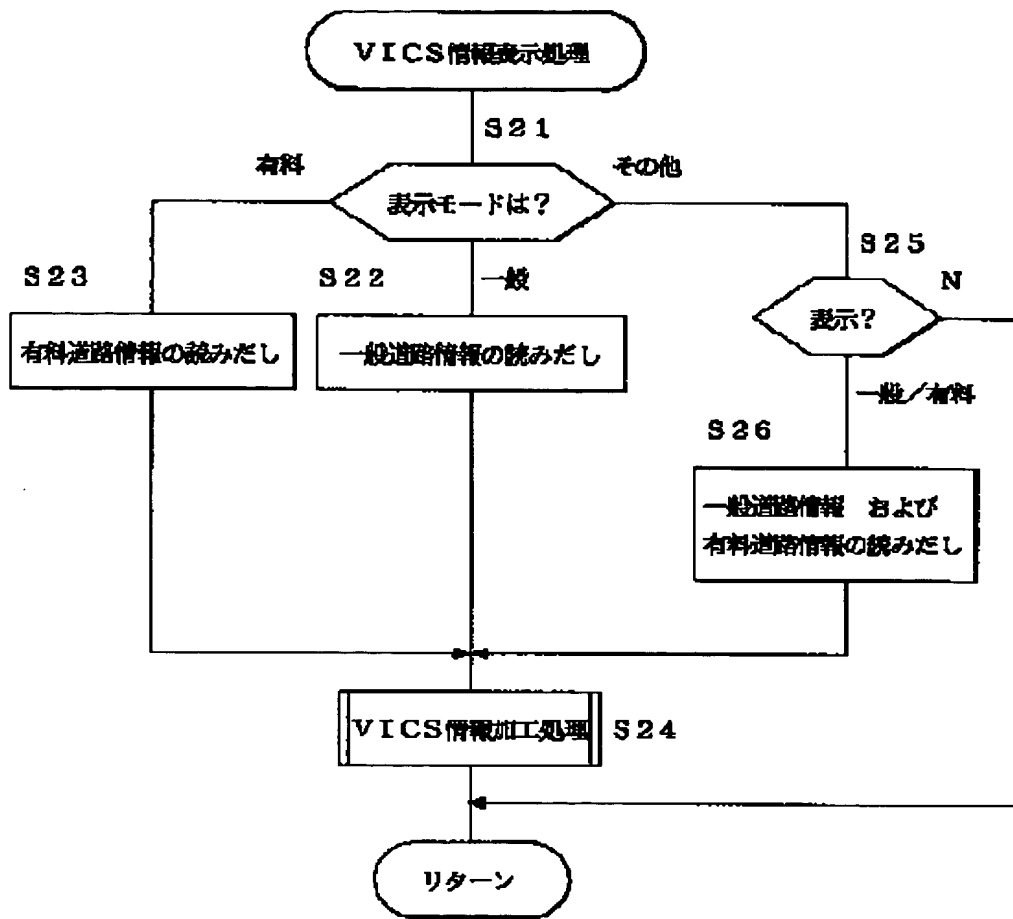 VICS情報表示処理
S21
有料
その他
表示モードは?
S25
S23
S22
一般
N
表示?
有料道路情報の読みだし
一般道路情報の読みだし
一般/有料
S26
一般道路情報 および
有料道路情報の読みだし
VICS情報加工処理
S24
リターン